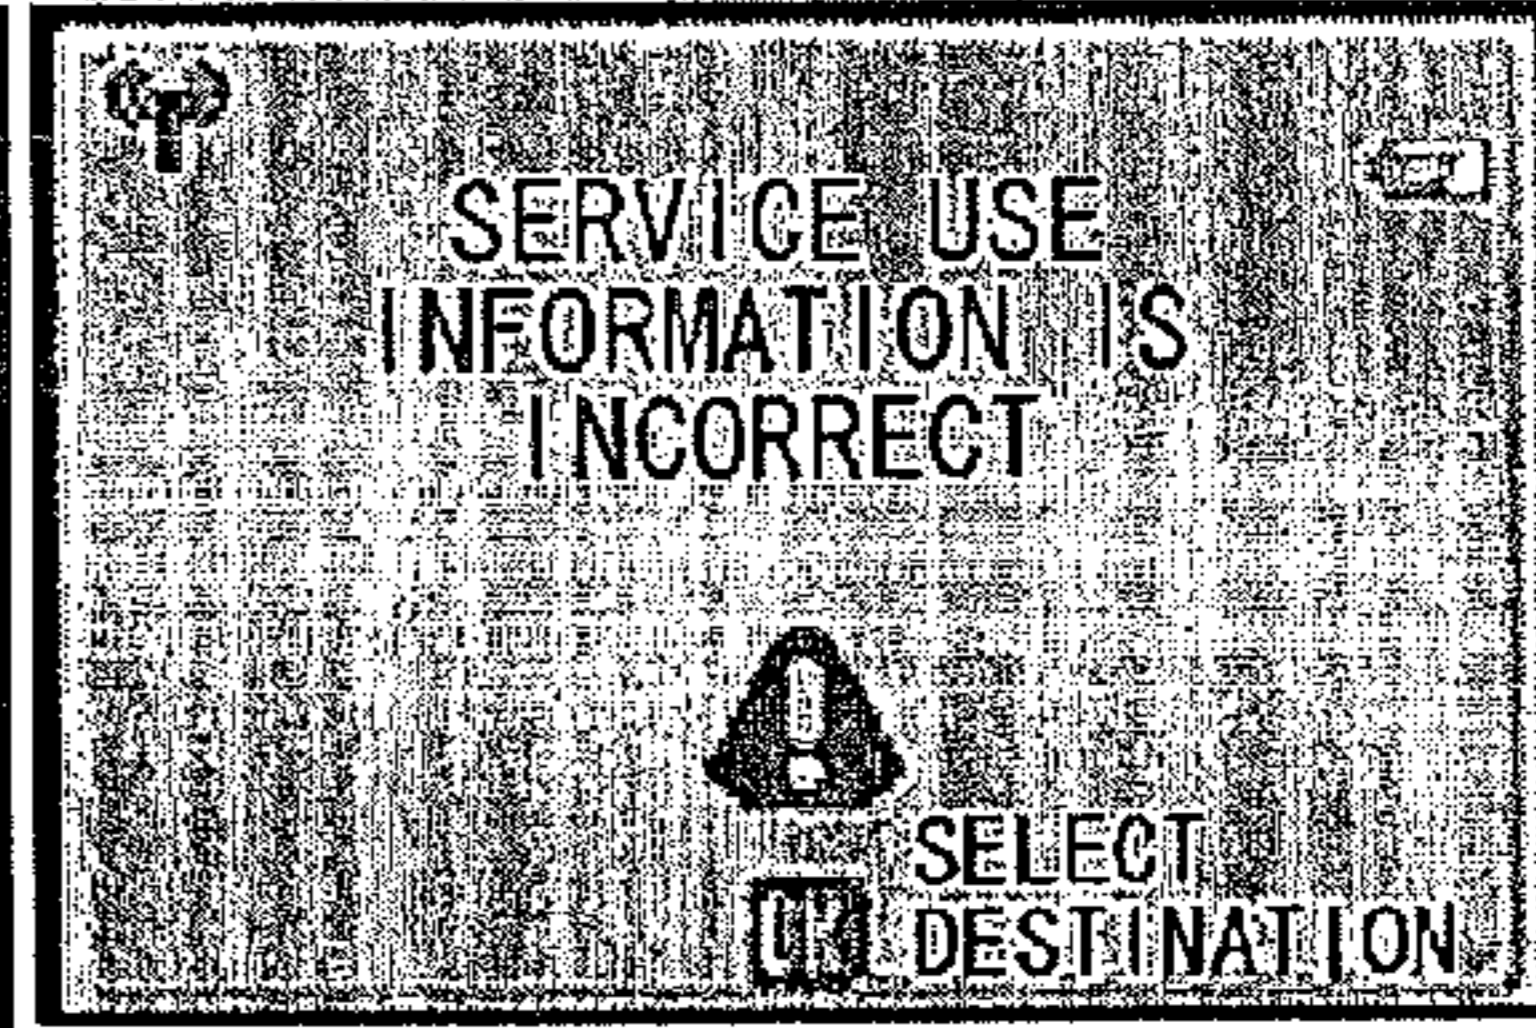 SERVICE USE
INFORMATION IS
INCORRECT
SELECT
OK DESTINATION